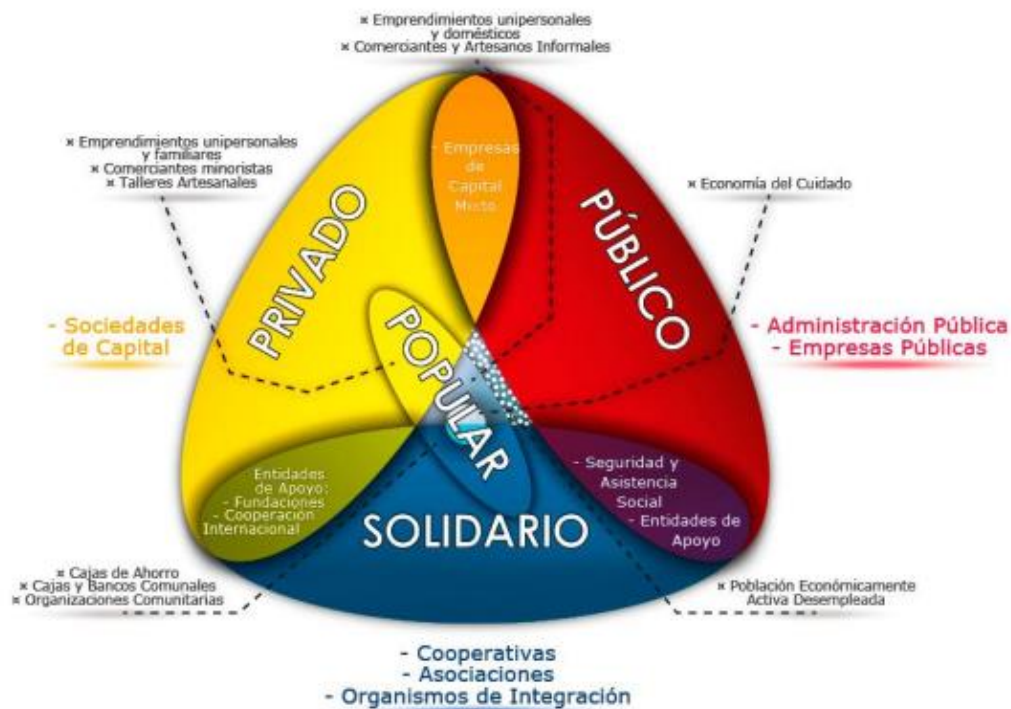 × Emprendimientos unipersonales
y domésticos
× Comerciantes y Artesanos Informales
× Emprendimientos unipersonales
y familiares
× Comerciantes minoristas
× Talleres Artesanales
- Empresas
de
Capital
Mixto
× Economía del Cuidado
PRIVADO
PÚBLICO
- Sociedades
de Capital
POPULAR
- Administración Pública
- Empresas Públicas
Entidades
de Apoyo:
- Fundaciones
- Cooperación
Internacional
- Seguridad y
Asistencia
Social
- Entidades de
Apoyo
SOLIDARIO
× Cajas de Ahorro
× Cajas y Bancos Comunales
× Organizaciones Comunitarias
× Población Económicamente
Activa Desempleada
- Cooperativas
- Asociaciones
- Organismos de Integración